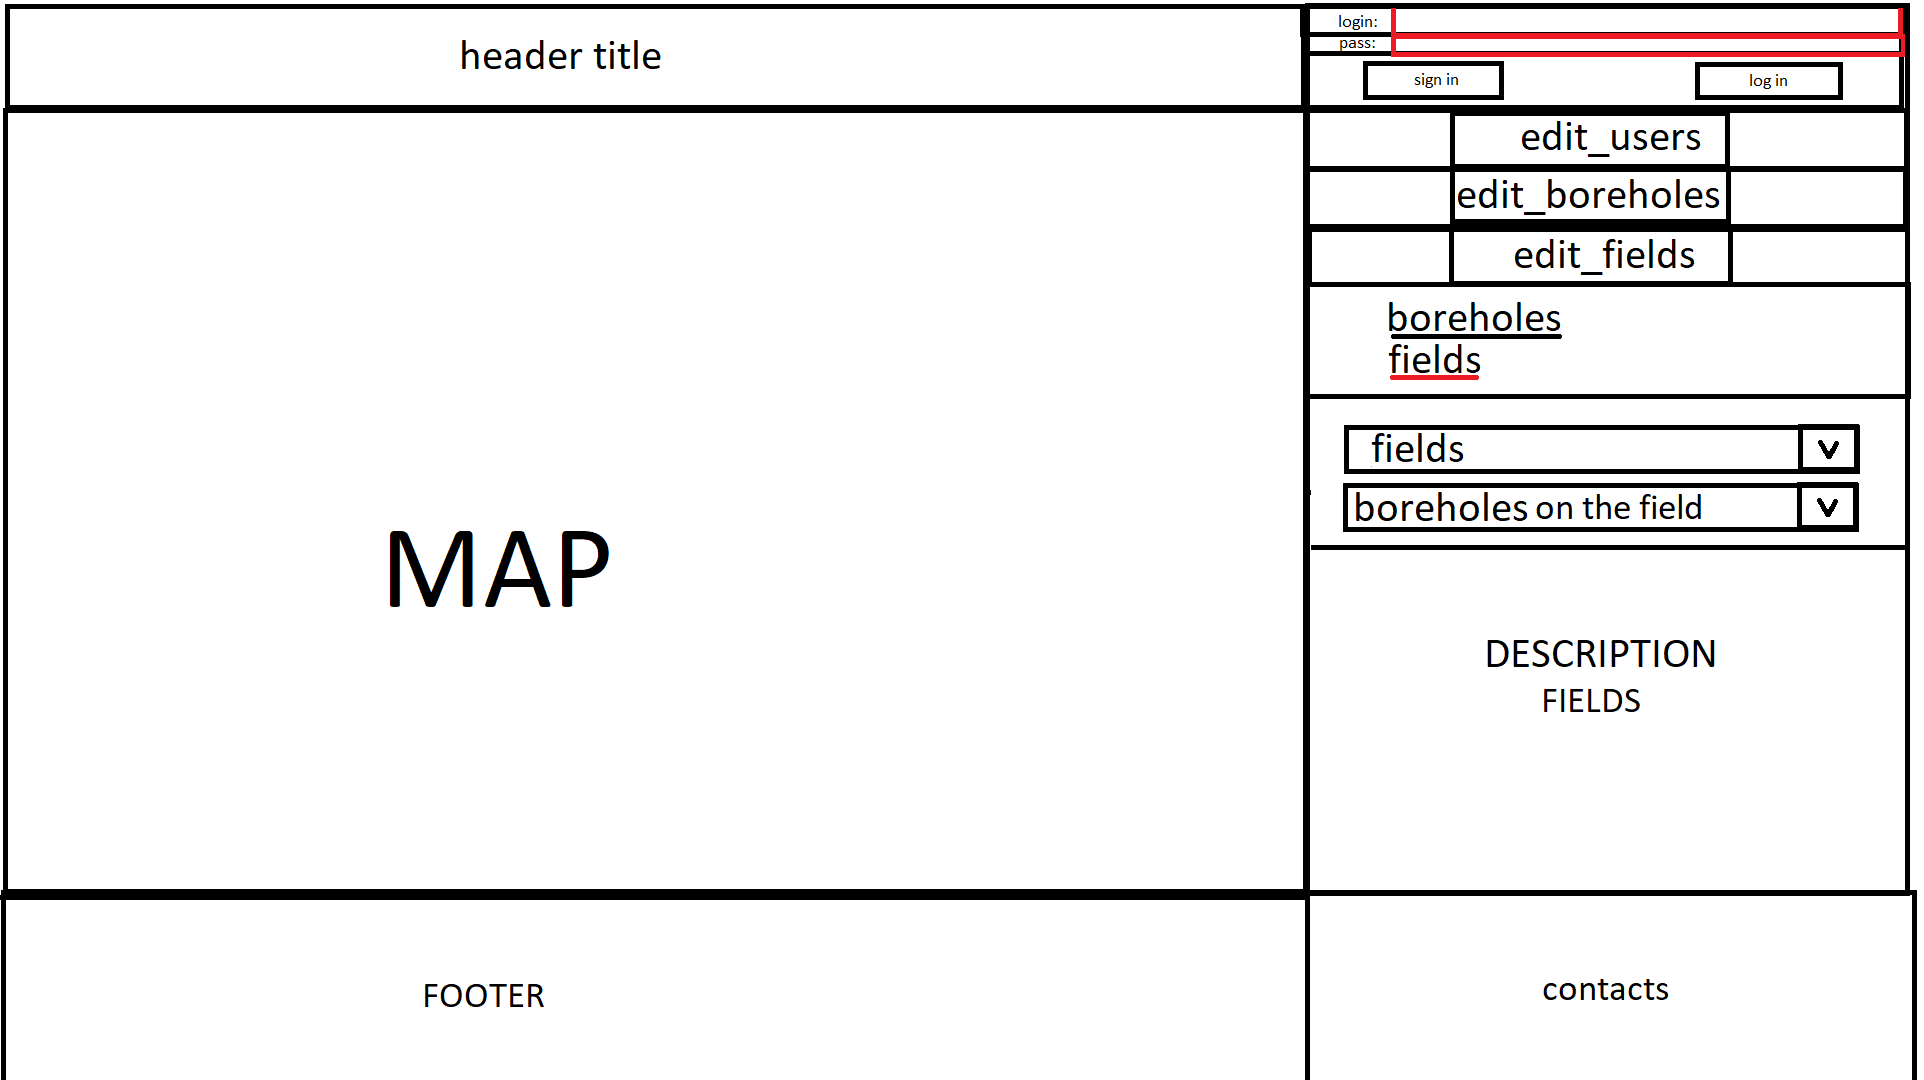 header title
login:
pass:
sign in
log in
edit_users
edit_boreholes
edit_fields
boreholes
fields
fields
v
boreholes on the field
v
MAP
DESCRIPTION
FIELDS
FOOTER
contacts